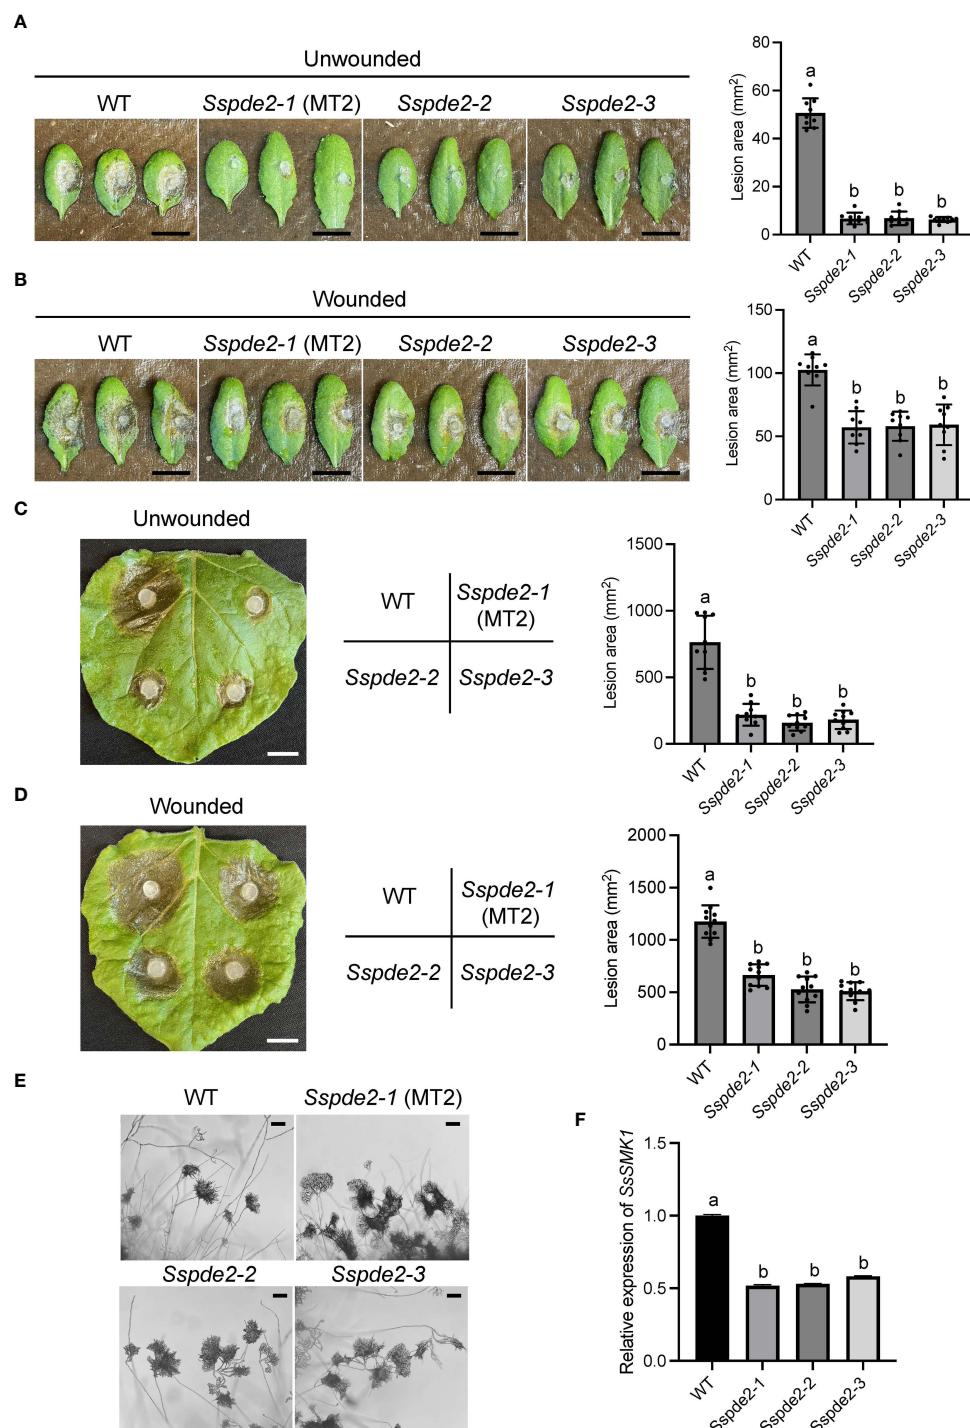 A
Unwounded
WT Sspde2-1 (MT2) Sspde2-2 Sspde2-3
Lesion area (mm2)
80
60
40
20
0
a
b
b
b
WT
Sspde2-1
Sspde2-2
Sspde2-3
B
Wounded
WT Sspde2-1 (MT2) Sspde2-2 Sspde2-3
Lesion area (mm2)
150
100
50
0
a
b
b
b
WT
Sspde2-1
Sspde2-2
Sspde2-3
C
Unwounded
WT Sspde2-1
(MT2)
Sspde2-2 Sspde2-3
Lesion area (mm2)
1500
1000
500
0
a
b
b
b
WT
Sspde2-1
Sspde2-2
Sspde2-3
D
Wounded
WT Sspde2-1
(MT2)
Sspde2-2 Sspde2-3
Lesion area (mm2)
2000
1500
1000
500
0
a
b
b
b
WT
Sspde2-1
Sspde2-2
Sspde2-3
E
WT Sspde2-1 (MT2)
Sspde2-2 Sspde2-3
F
Relative expression of SsSMK1
1.5
1.0
0.5
0.0
a
b
b
b
WT
Sspde2-1
Sspde2-2
Sspde2-3